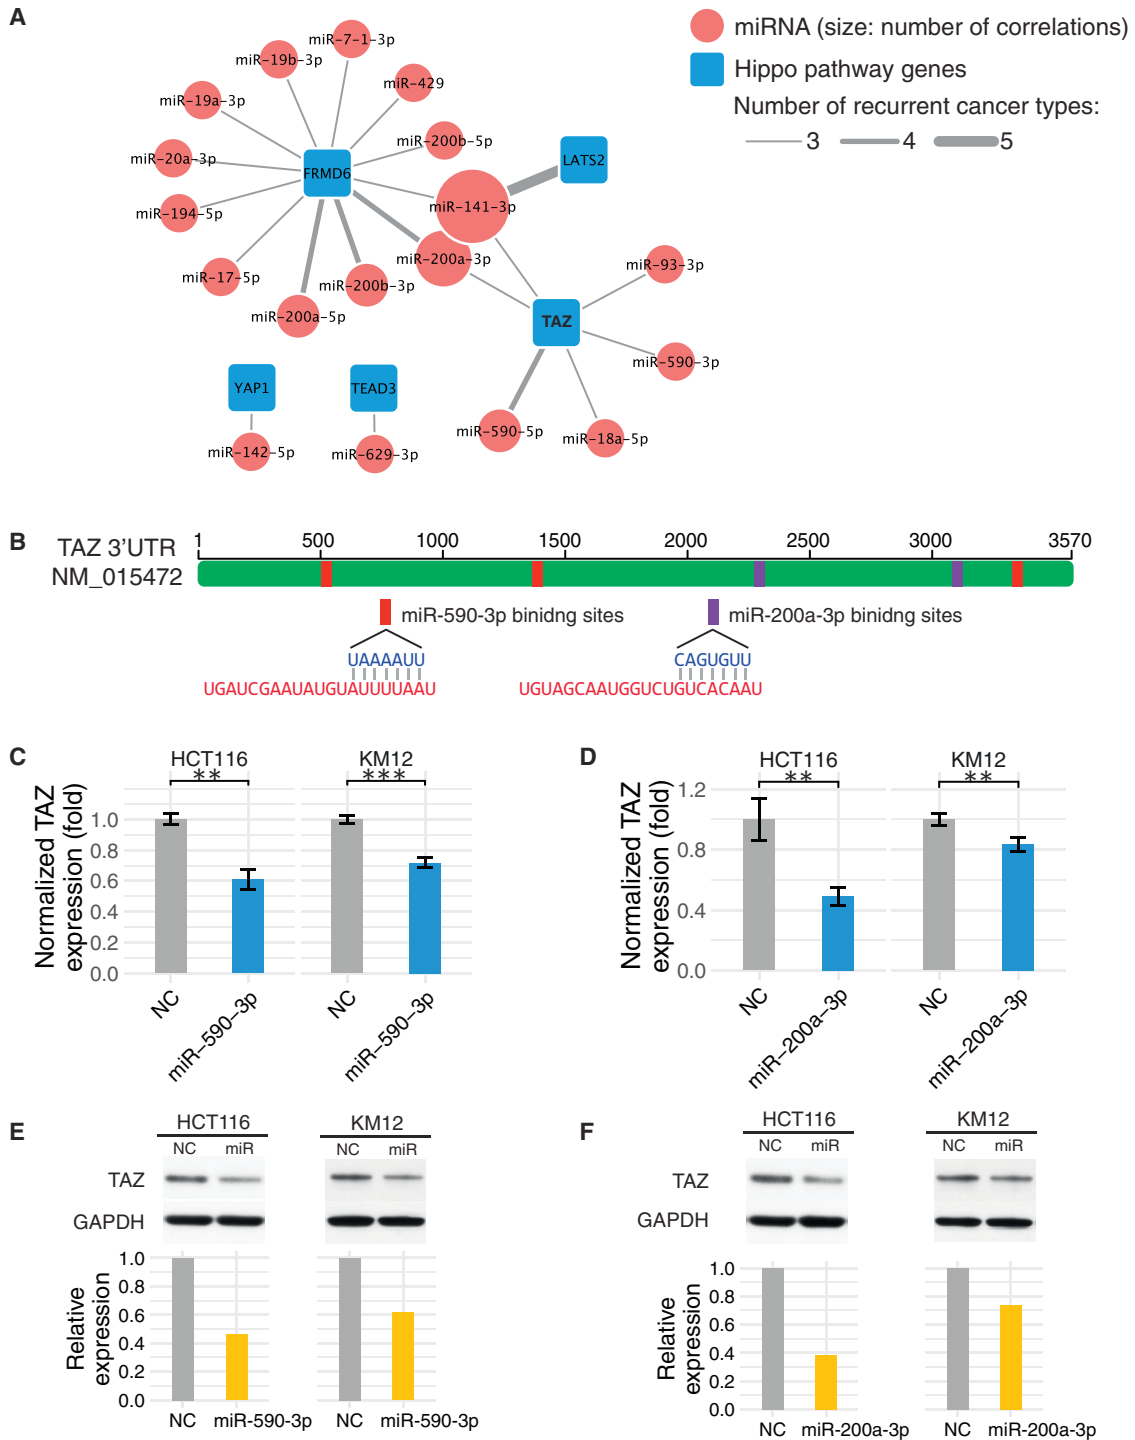 A
miRNA (size: number of correlations)
Hippo pathway genes
Number of recurrent cancer types:
3
4
5
miR-7-1-3p
miR-19b-3p
miR-429
miR-19a-3p
miR-200b-5p
miR-20a-3p
FRMD6
LATS2
miR-194-5p
miR-141-3p
miR-17-5p
miR-200b-3p
miR-200a-3p
miR-93-3p
miR-200a-5p
TAZ
miR-590-3p
YAP1
TEAD3
miR-590-5p
miR-18a-5p
miR-142-5p
miR-629-3p
B
TAZ 3'UTR
NM_015472
1 500 1000 1500 2000 2500 3000 3570
miR-590-3p binidng sites
miR-200a-3p binidng sites
UAAAAUU
CAGUGUU
UGAUCGAAUAUGUAUUUUAAU
UGUAGCAAUGGUCUGUCACAAU
C
HCT116
KM12
**
***
Normalized TAZ
expression (fold)
1.0
0.8
0.6
0.4
0.2
0.0
NC
miR-590-3p
NC
miR-590-3p
D
HCT116
KM12
**
**
Normalized TAZ
expression (fold)
1.2
0.8
0.4
0.0
NC
miR-200a-3p
NC
miR-200a-3p
E
HCT116
KM12
NC miR
NC miR
TAZ
GAPDH
Relative
expression
1.0
0.8
0.6
0.4
0.2
0.0
NC miR-590-3p
NC miR-590-3p
F
HCT116
KM12
NC miR
NC miR
TAZ
GAPDH
Relative
expression
1.0
0.8
0.6
0.4
0.2
0.0
NC miR-200a-3p
NC miR-200a-3p